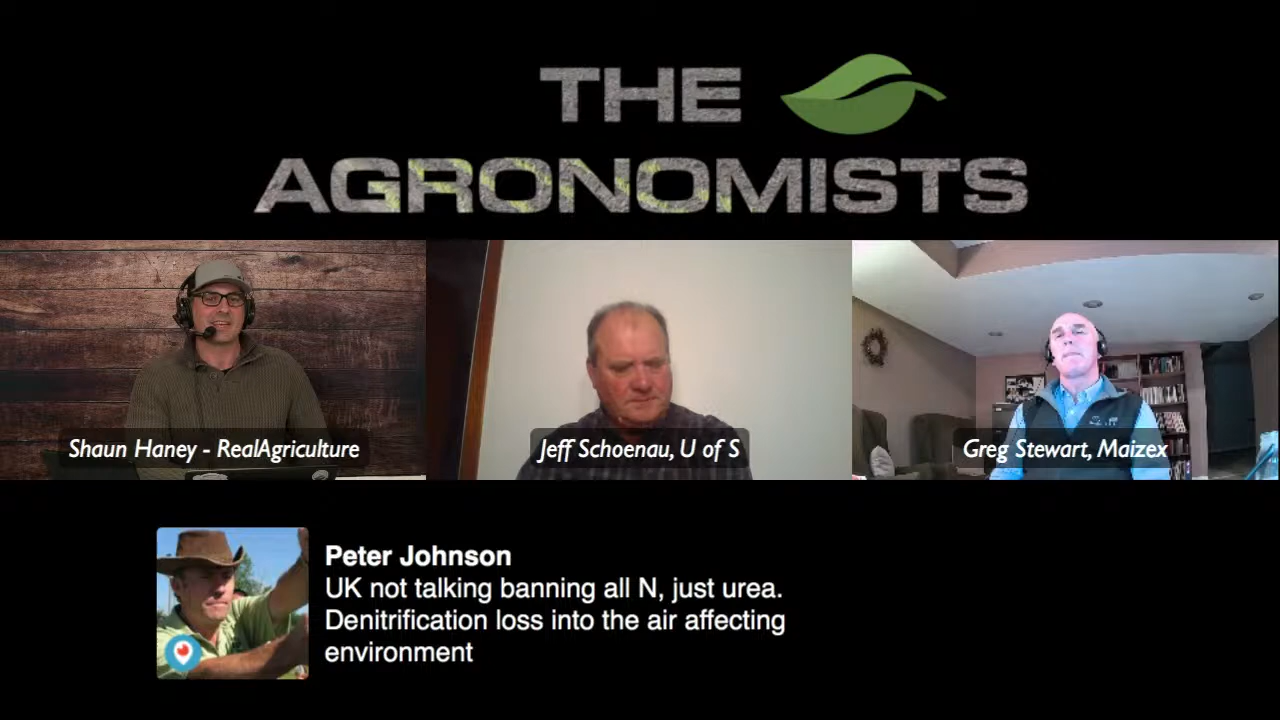 THE
AGRONOMISTS
Shaun Haney - RealAgriculture
Jeff Schoenau, U of S
Greg Stewart, Maizex
Peter Johnson
UK not talking banning all N, just urea.
Denitrification loss into the air affecting
environment